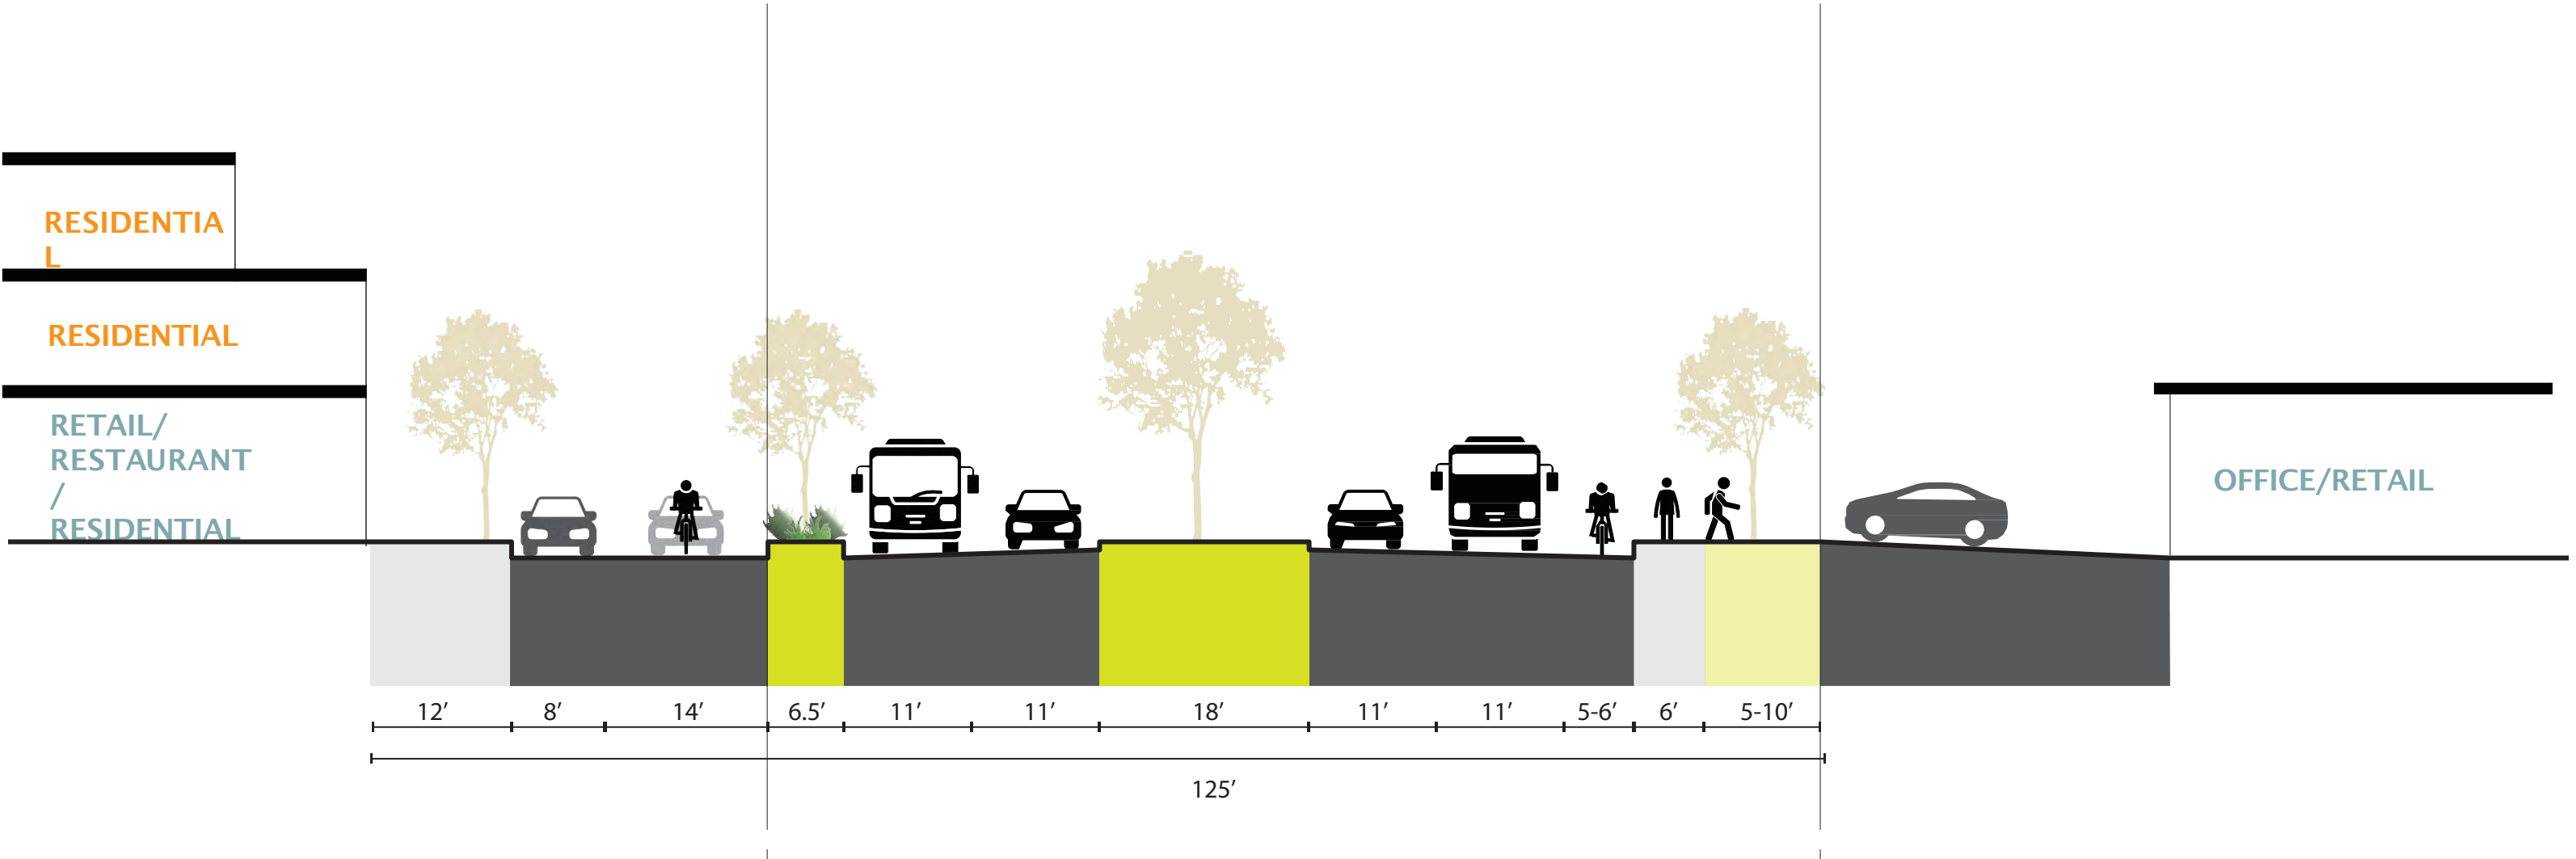 RESIDENTIA
L
RESIDENTIAL
RETAIL/
RESTAURANT
/
RESIDENTIAL
OFFICE/RETAIL
12’ 8’ 14’ 6.5’ 11’ 11’ 18’ 11’ 11’ 5-6’ 6’ 5-10’
125’